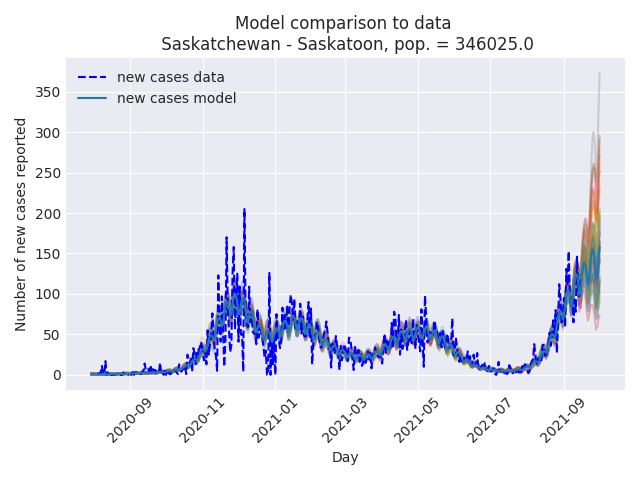 Model comparison to data
Saskatchewan - Saskatoon, pop. = 346025.0
new cases data
new cases model
Number of new cases reported
350
300
250
200
150
100
50
0
2020-09
2020-11
2021-01
2021-03
2021-05
2021-07
2021-09
Day